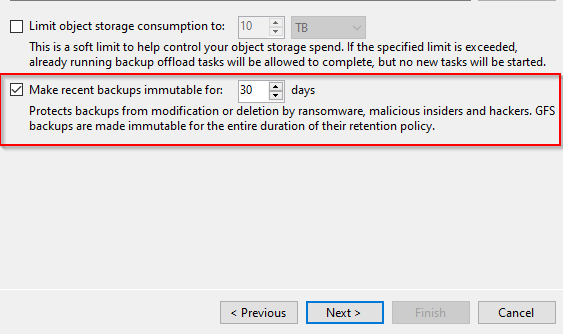 Limit object storage consumption to: 10 TB
This is a soft limit to help control your object storage spend. If the specified limit is exceeded,
already running backup offload tasks will be allowed to complete, but no new tasks will be started.
Make recent backups immutable for: 30 days
Protects backups from modification or deletion by ransomware, malicious insiders and hackers. GFS
backups are made immutable for the entire duration of their retention policy.
< Previous Next > Finish Cancel